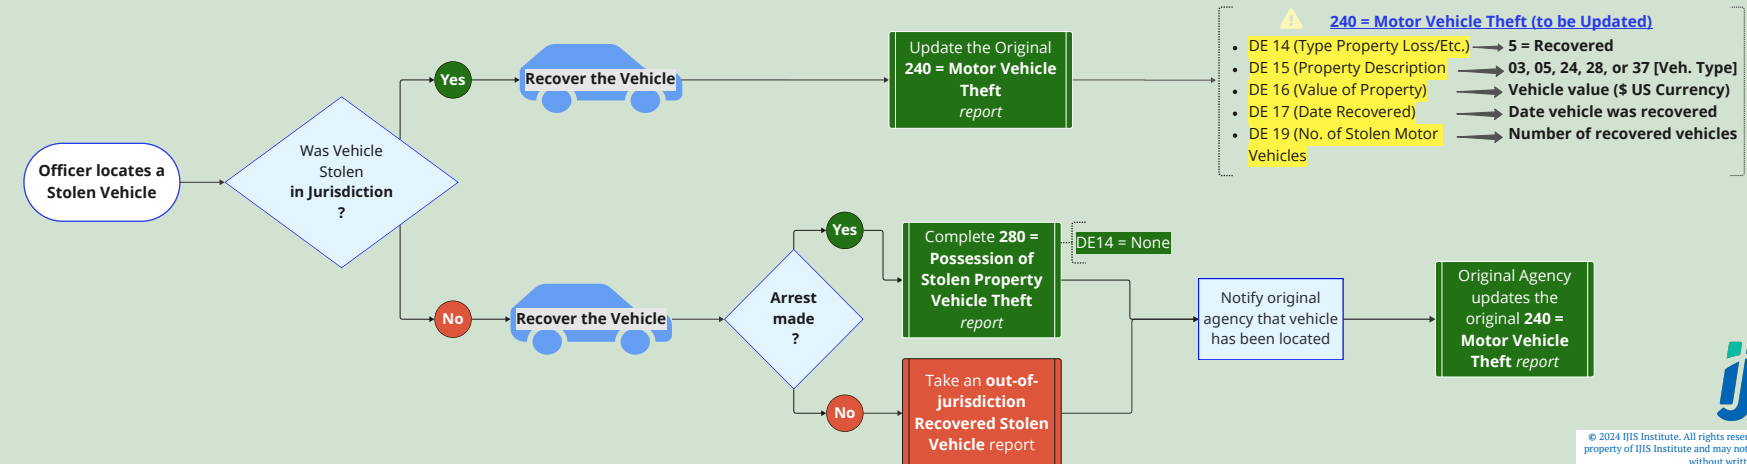 Officer locates a
Stolen Vehicle
Was Vehicle
Stolen
in Jurisdiction
?
Yes
Recover the Vehicle
Update the Original
240 = Motor Vehicle
Theft
report
240 = Motor Vehicle Theft (to be Updated)
• DE 14 (Type Property Loss/Etc.) 5 = Recovered
• DE 15 (Property Description 03, 05, 24, 28, or 37 [Veh. Type]
• DE 16 (Value of Property) Vehicle value ($ US Currency)
• DE 17 (Date Recovered) Date vehicle was recovered
• DE 19 (No. of Stolen Motor Number of recovered vehicles
Vehicles
No
Recover the Vehicle
Arrest
made
?
Yes
Complete 280 =
Possession of
Stolen Property
Vehicle Theft
report
DE14 = None
No
Take an out-of-
jurisdiction
Recovered Stolen
Vehicle report
Notify original
agency that vehicle
has been located
Original Agency
updates the
original 240 =
Motor Vehicle
Theft report
© 2024 IJIS Institute. All rights reser
property of IJIS Institute and may not
without writt